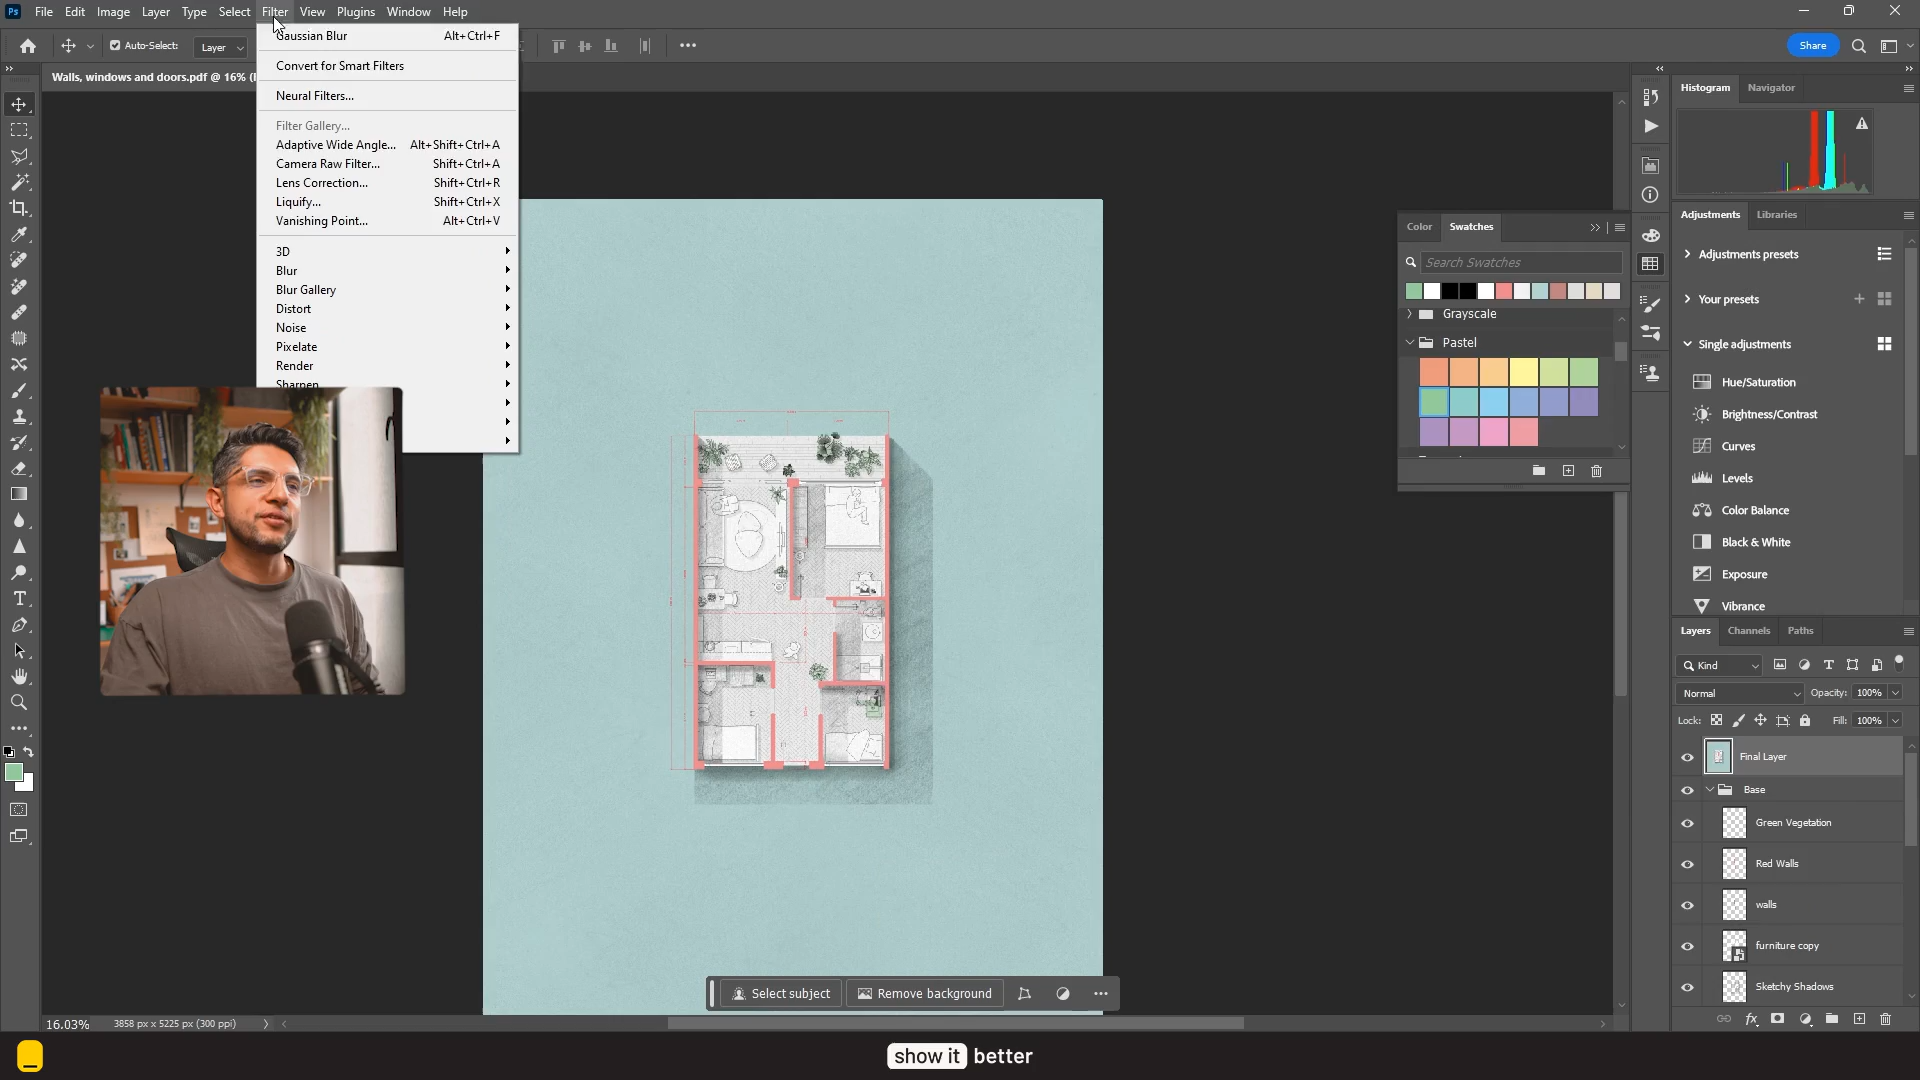 Ps File Edit Image Layer Type Select Filter View Plugins Window Help
Auto-Select: Layer
Share
Walls, windows and doors.pdf @ 16% (
Gaussian Blur Alt+Ctrl+F
Convert for Smart Filters
Neural Filters...
Filter Gallery...
Adaptive Wide Angle... Alt+Shift+Ctrl+A
Camera Raw Filter... Shift+Ctrl+A
Lens Correction... Shift+Ctrl+R
Liquify... Shift+Ctrl+X
Vanishing Point... Alt+Ctrl+V
3D
Blur
Blur Gallery
Distort
Noise
Pixelate
Render
Sharpen
Color Swatches
Search Swatches
Grayscale
Pastel
Histogram Navigator
Adjustments Libraries
Adjustments presets
Your presets
Single adjustments
Hue/Saturation
Brightness/Contrast
Curves
Levels
Color Balance
Black & White
Exposure
Vibrance
Layers Channels Paths
Kind
Normal Opacity: 100%
Lock: Fill: 100%
Final Layer
Base
Green Vegetation
Red Walls
walls
furniture copy
Sketchy Shadows
Select subject Remove background
16.03% 3858 px x 5225 px (300 ppi)
show it better